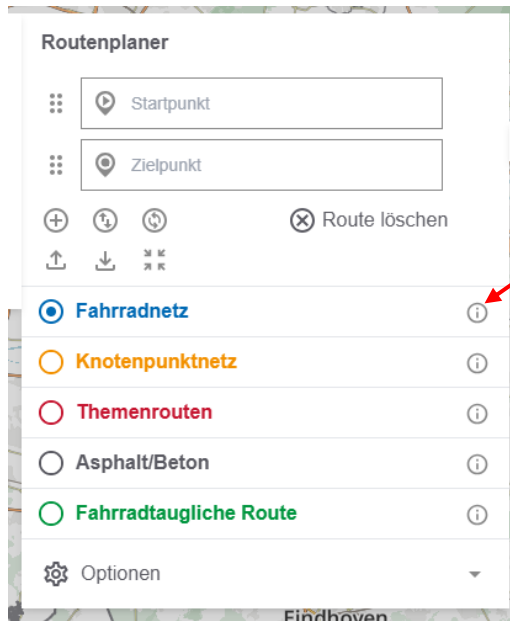 Routenplaner
Startpunkt
Zielpunkt
Route löschen
Fahrradnetz
Knotenpunktnetz
Themenrouten
Asphalt/Beton
Fahrradtaugliche Route
Optionen
Eindhoven